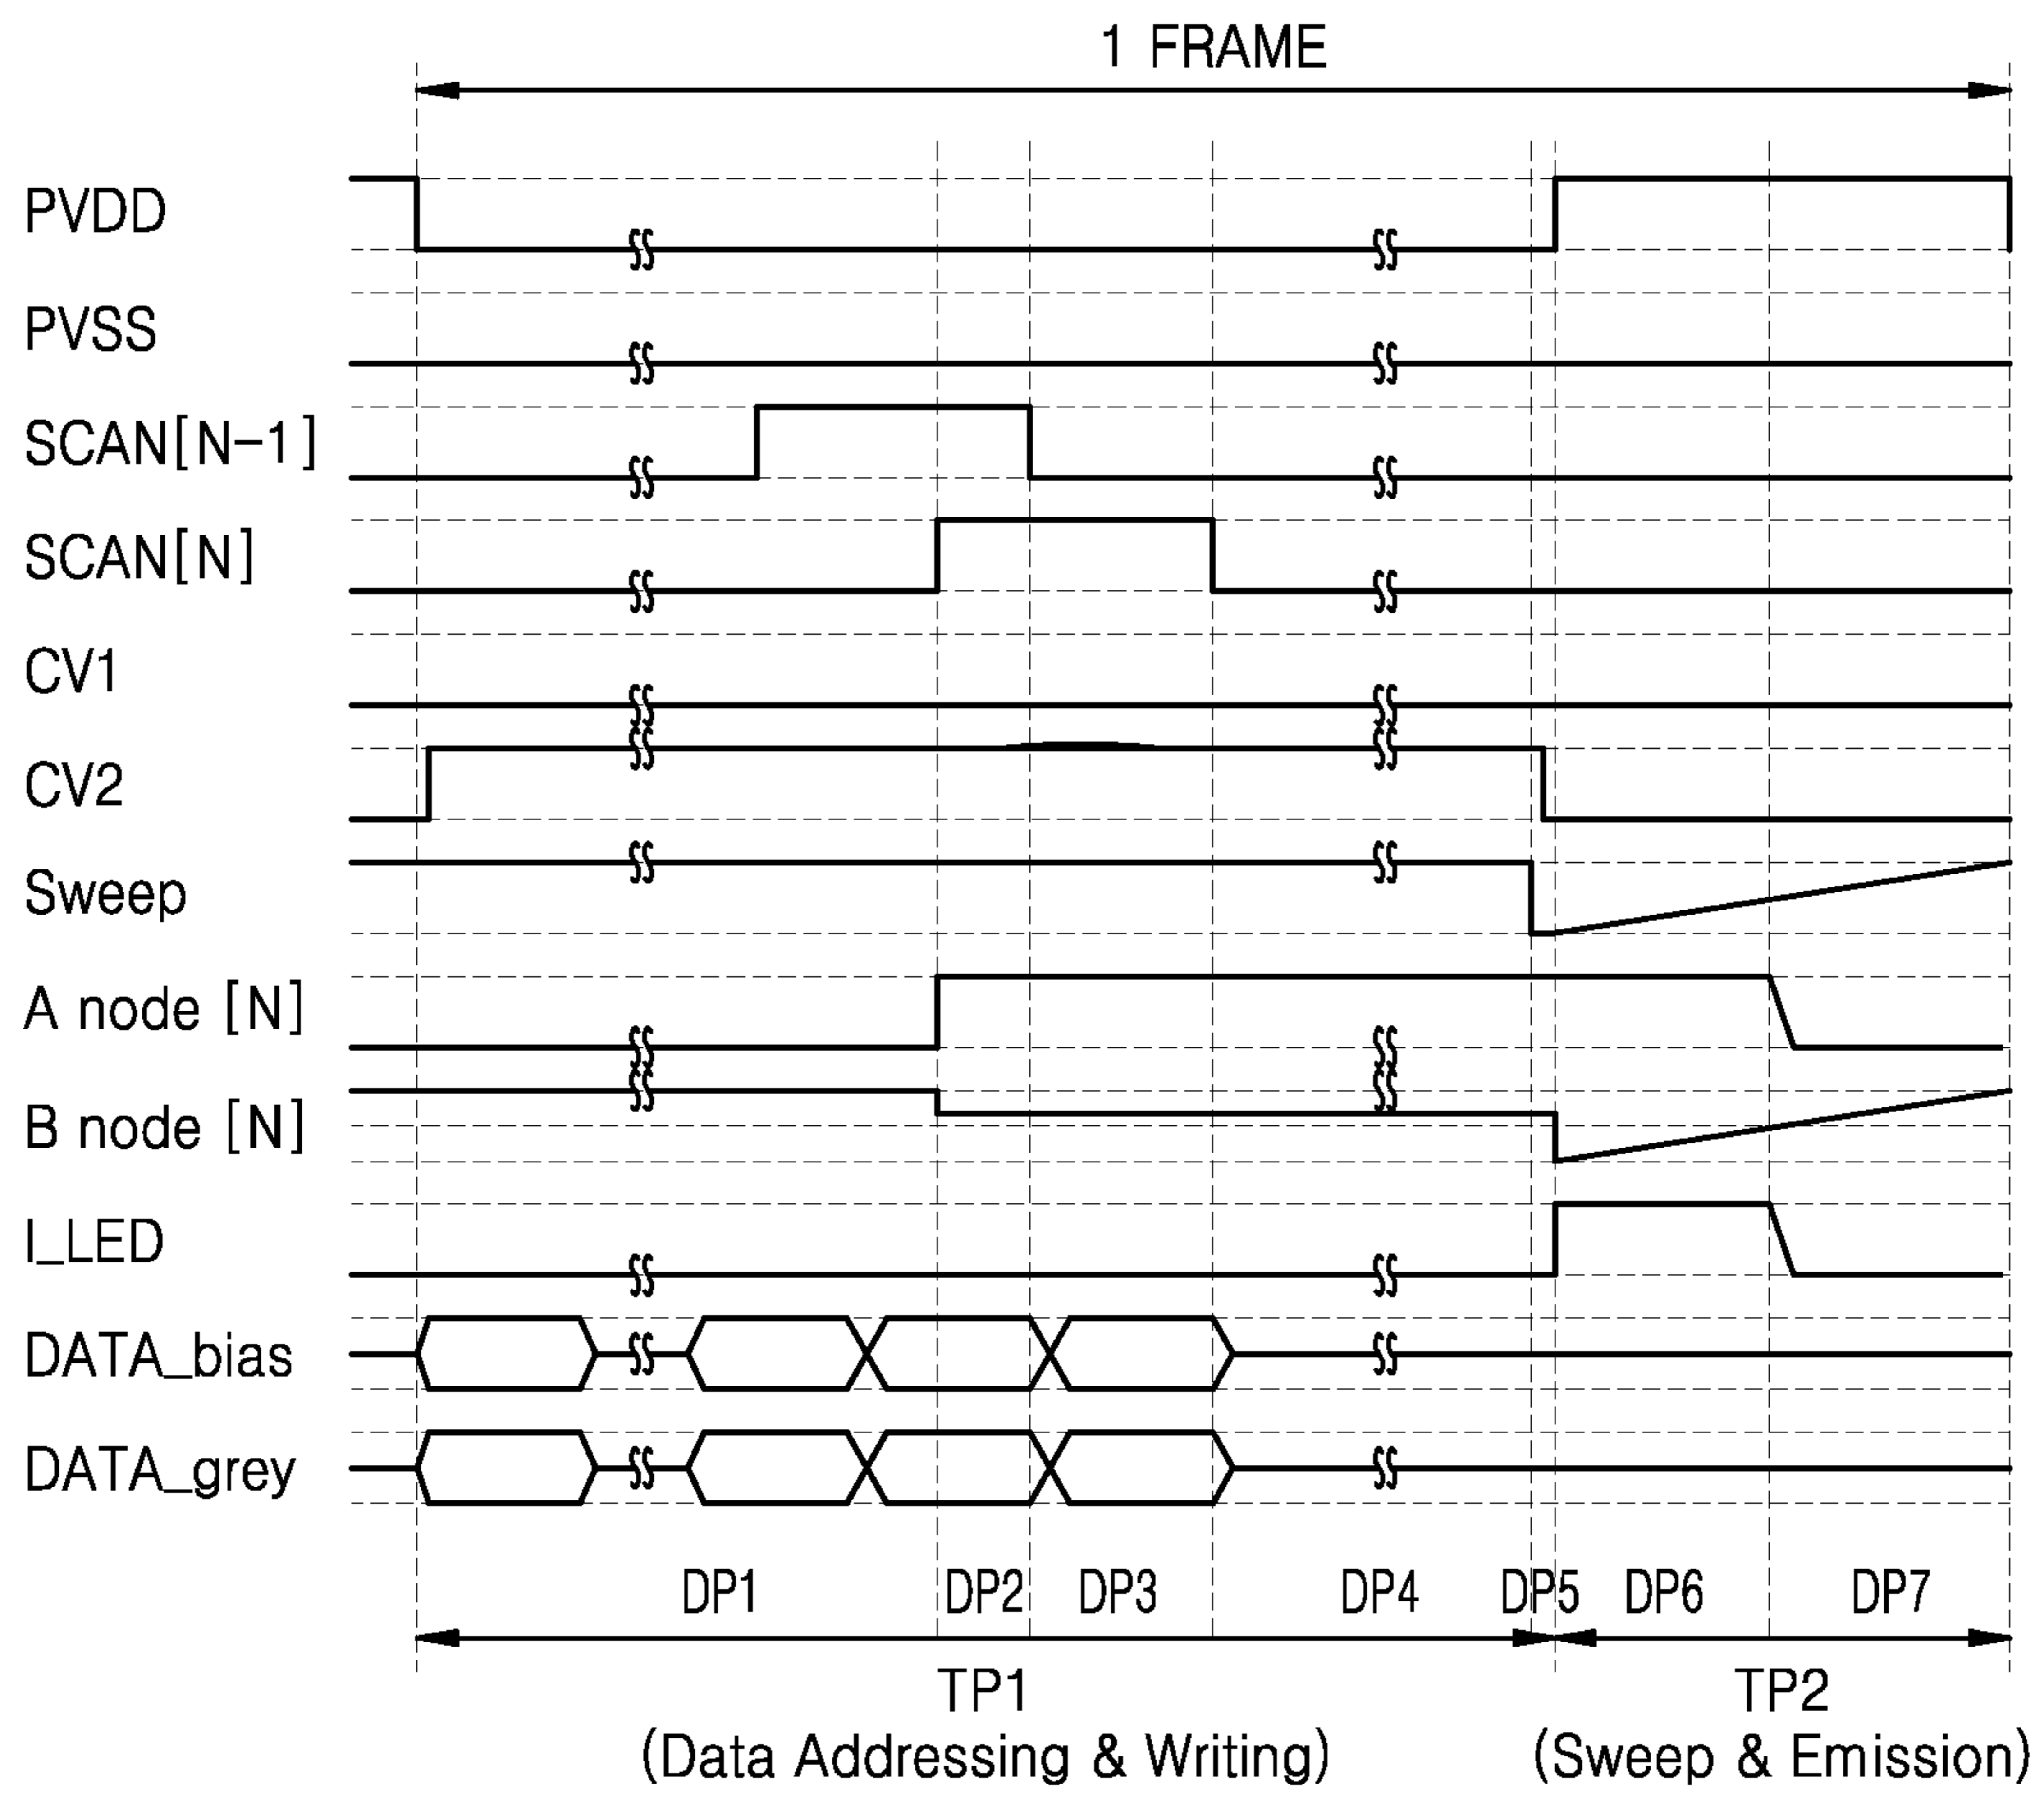 1 FRAME
PVDD
PVSS
SCAN[N-1]
SCAN[N]
CV1
CV2
Sweep
A node [N]
B node [N]
I_LED
DATA_bias
DATA_grey
DP1 DP2 DP3 DP4 DP5 DP6 DP7
TP1 TP2
(Data Addressing & Writing) (Sweep & Emission)